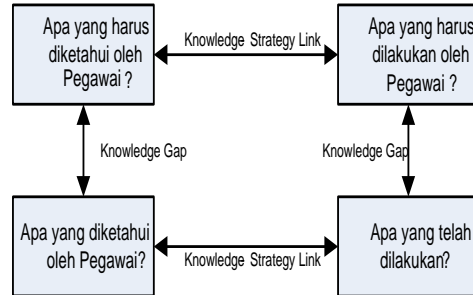 Apa yang harus
diketahui oleh
Pegawai ?
Knowledge Strategy Link
Apa yang harus
dilakukan oleh
Pegawai ?
Knowledge Gap
Knowledge Gap
Apa yang diketahui
oleh Pegawai?
Knowledge Strategy Link
Apa yang telah
dilakukan?